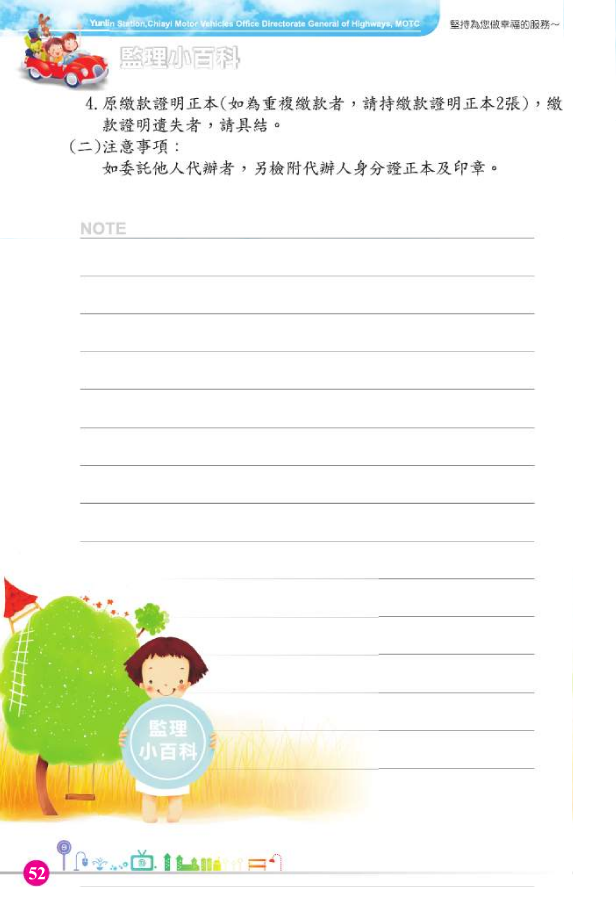 Yunlin Station,Chiayi Motor Vehicles Office Directorate General of Highways, MOTC
堅持為您做幸福的服務～
監理小百科
4.原繳款證明正本(如為重複繳款者，請持繳款證明正本2張)，繳
款證明遺失者，請具結。
(二)注意事項：
如委託他人代辦者，另檢附代辦人身分證正本及印章。
NOTE
監理
小百科
52